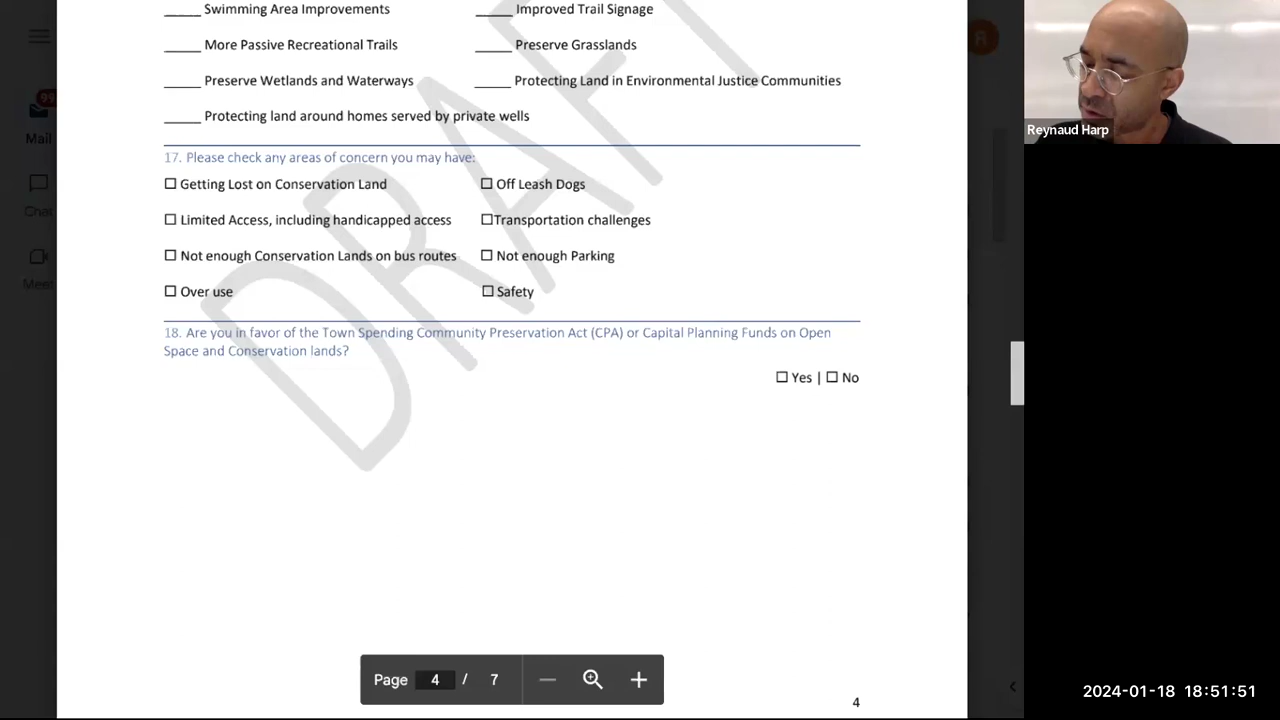 _____ Swimming Area Improvements
_____ Improved Trail Signage
_____ More Passive Recreational Trails
_____ Preserve Grasslands
_____ Preserve Wetlands and Waterways
_____ Protecting Land in Environmental Justice Communities
_____ Protecting land around homes served by private wells
17. Please check any areas of concern you may have:
☐ Getting Lost on Conservation Land
☐ Off Leash Dogs
☐ Limited Access, including handicapped access
☐Transportation challenges
☐ Not enough Conservation Lands on bus routes
☐ Not enough Parking
☐ Over use
☐ Safety
18. Are you in favor of the Town Spending Community Preservation Act (CPA) or Capital Planning Funds on Open
Space and Conservation lands?
☐ Yes | ☐ No
DRAFT
Page 4 / 7
4
99
Mail
Chat
Meet
Reynaud Harp
2024-01-18 18:51:51